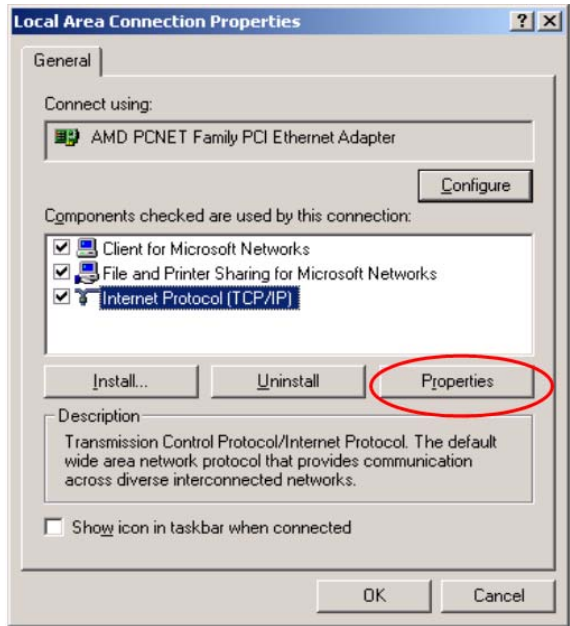 Local Area Connection Properties
General
Connect using:
AMD PCNET Family PCI Ethernet Adapter
Configure
Components checked are used by this connection:
Client for Microsoft Networks
File and Printer Sharing for Microsoft Networks
Internet Protocol (TCP/IP)
Install... Uninstall Properties
Description
Transmission Control Protocol/Internet Protocol. The default
wide area network protocol that provides communication
across diverse interconnected networks.
Show icon in taskbar when connected
OK Cancel